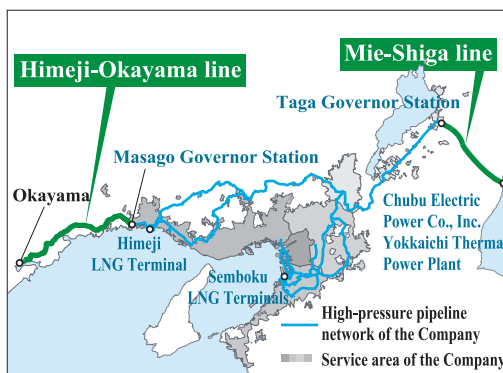 Mie-Shiga line
Himeji-Okayama line
Taga Governor Station
Masago Governor Station
Okayama
Himeji
LNG Terminal
Semboku
LNG Terminals
Chubu Electric
Power Co., Inc.
Yokkaichi Therma
Power Plant
High-pressure pipeline
network of the Company
Service area of the Company